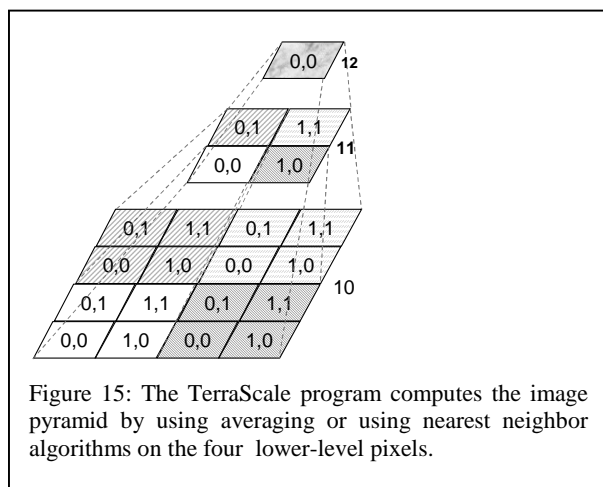 0,0 12
0,1 1,1
0,0 1,0 11
0,1 1,1 0,1 1,1
0,0 1,0 0,0 1,0
0,1 1,1 0,1 1,1 10
0,0 1,0 0,0 1,0
Figure 15: The TerraScale program computes the image
pyramid by using averaging or using nearest neighbor
algorithms on the four lower-level pixels.